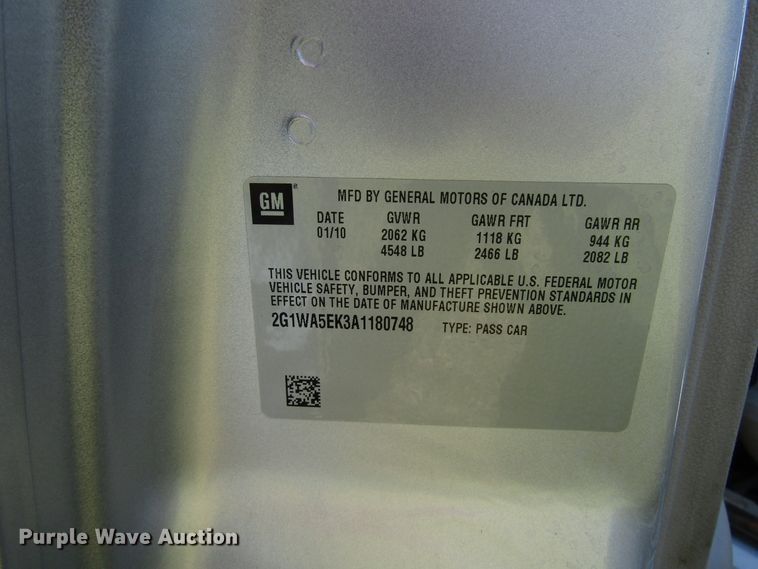 GM
MFD BY GENERAL MOTORS OF CANADA LTD.
DATE GVWR GAWR FRT GAWR RR
01/10 2062 KG 1118 KG 944 KG
4548 LB 2466 LB 2082 LB
THIS VEHICLE CONFORMS TO ALL APPLICABLE U.S. FEDERAL MOTOR
VEHICLE SAFETY, BUMPER, AND THEFT PREVENTION STANDARDS IN
EFFECT ON THE DATE OF MANUFACTURE SHOWN ABOVE.
2G1WA5EK3A1180748 TYPE: PASS CAR
Purple Wave Auction